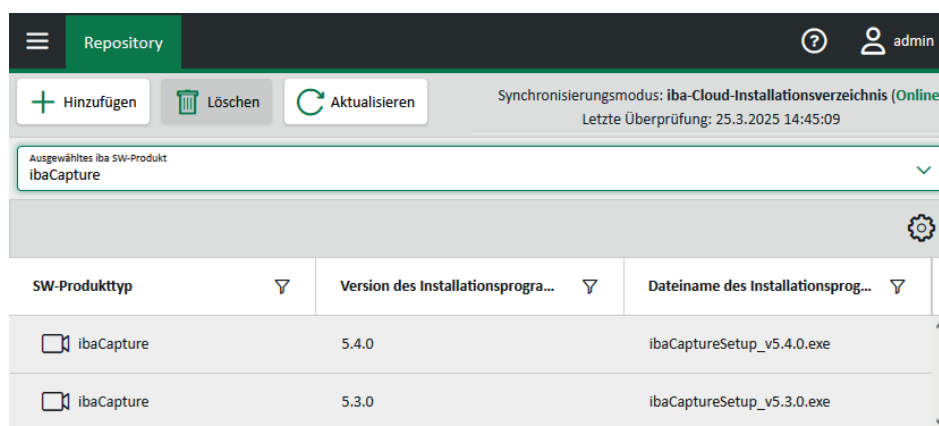 Repository
admin
Hinzufügen
Löschen
Aktualisieren
Synchronisierungsmodus: iba-Cloud-Installationsverzeichnis (Online
Letzte Überprüfung: 25.3.2025 14:45:09
Ausgewähltes iba SW-Produkt
ibaCapture
SW-Produkttyp
Version des Installationsprogra...
Dateiname des Installationsprog...
ibaCapture 5.4.0 ibaCaptureSetup_v5.4.0.exe
ibaCapture 5.3.0 ibaCaptureSetup_v5.3.0.exe